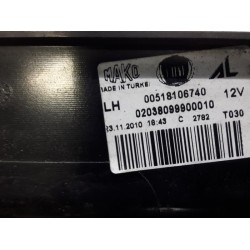 MAKO
MADE IN TURKEY
LH 00518106740 12V
02038099900010
23.11.2010 16:43 C 2782 T030